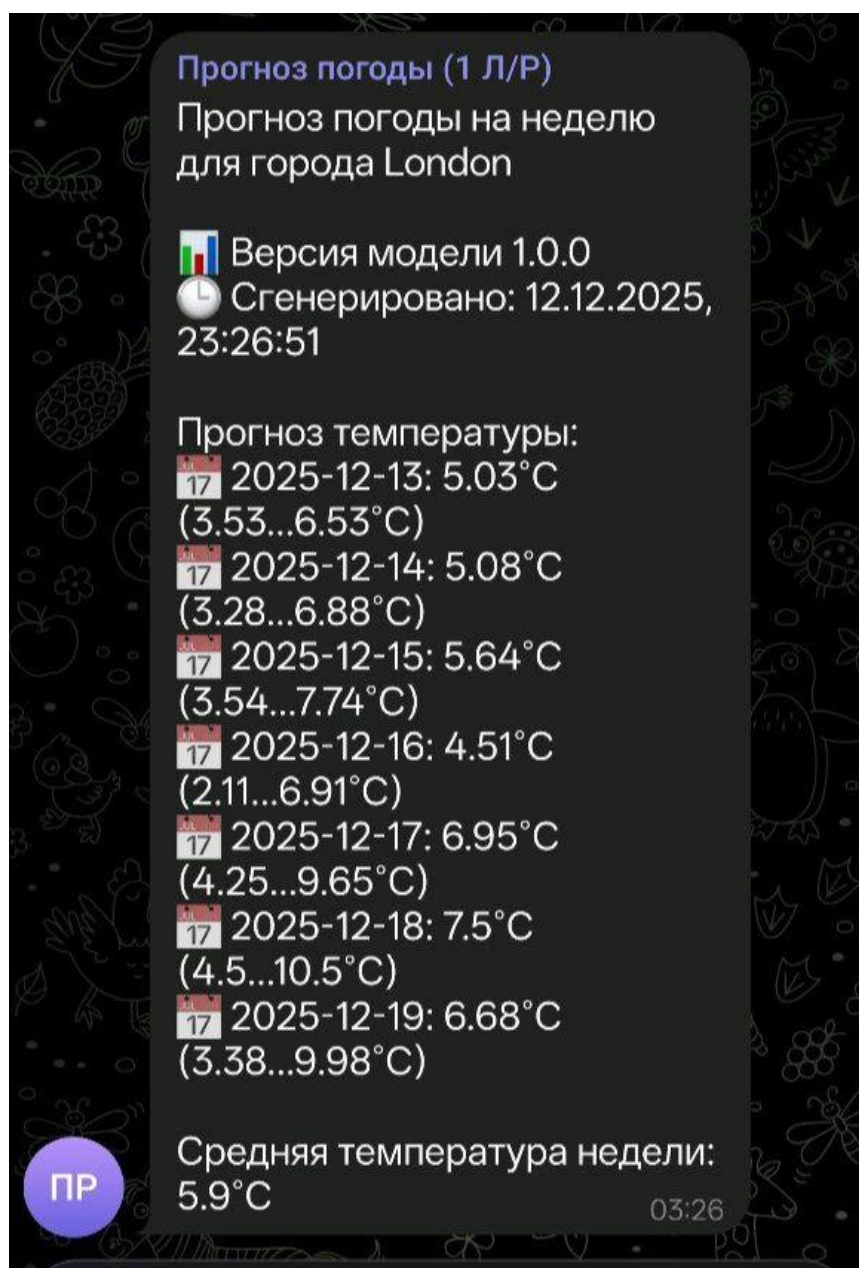 Прогноз погоды (1 Л/Р)
Прогноз погоды на неделю
для города London
📊 Версия модели 1.0.0
🕒 Сгенерировано: 12.12.2025,
23:26:51
Прогноз температуры:
📅 2025-12-13: 5.03°C
(3.53...6.53°C)
📅 2025-12-14: 5.08°C
(3.28...6.88°C)
📅 2025-12-15: 5.64°C
(3.54...7.74°C)
📅 2025-12-16: 4.51°C
(2.11...6.91°C)
📅 2025-12-17: 6.95°C
(4.25...9.65°C)
📅 2025-12-18: 7.5°C
(4.5...10.5°C)
📅 2025-12-19: 6.68°C
(3.38...9.98°C)
Средняя температура недели:
5.9°C
03:26
ПР